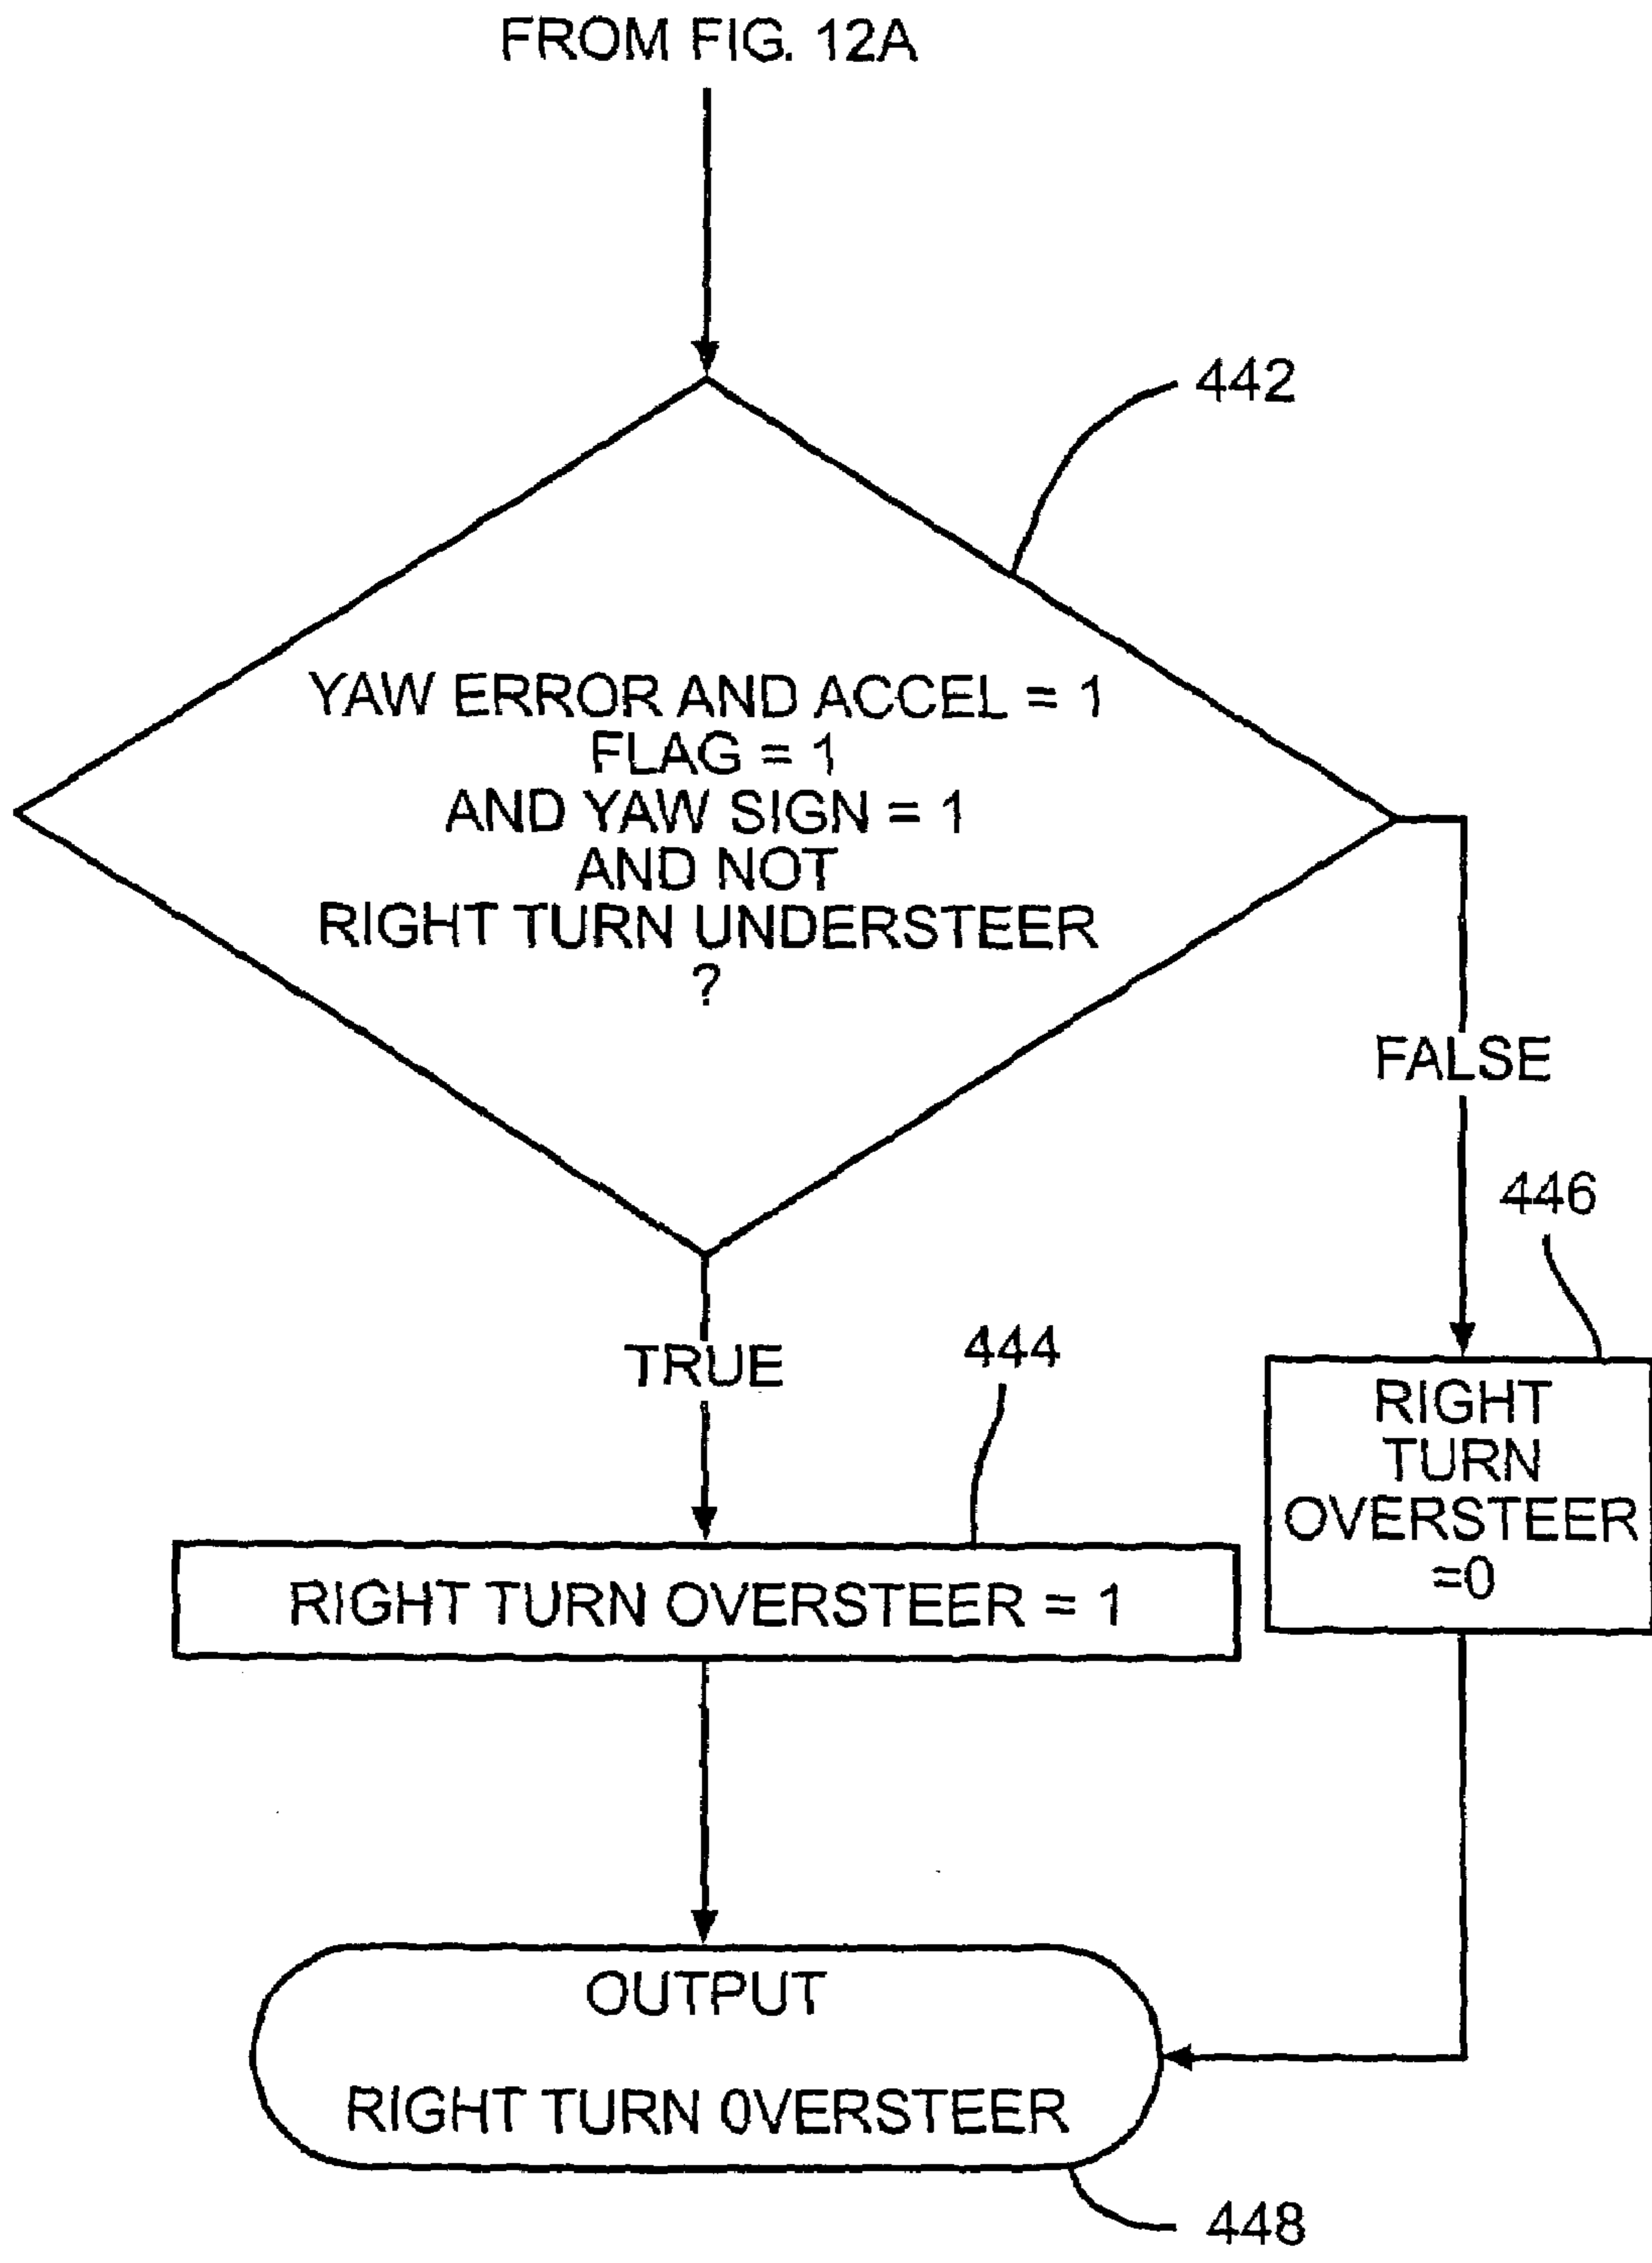 FROM FIG. 12A
442
YAW ERROR AND ACCEL = 1
FLAG = 1
AND YAW SIGN = 1
AND NOT
RIGHT TURN UNDERSTEER
?
FALSE
446
TRUE
444
RIGHT
TURN
OVERSTEER
=0
RIGHT TURN OVERSTEER = 1
OUTPUT
RIGHT TURN 0VERSTEER
448